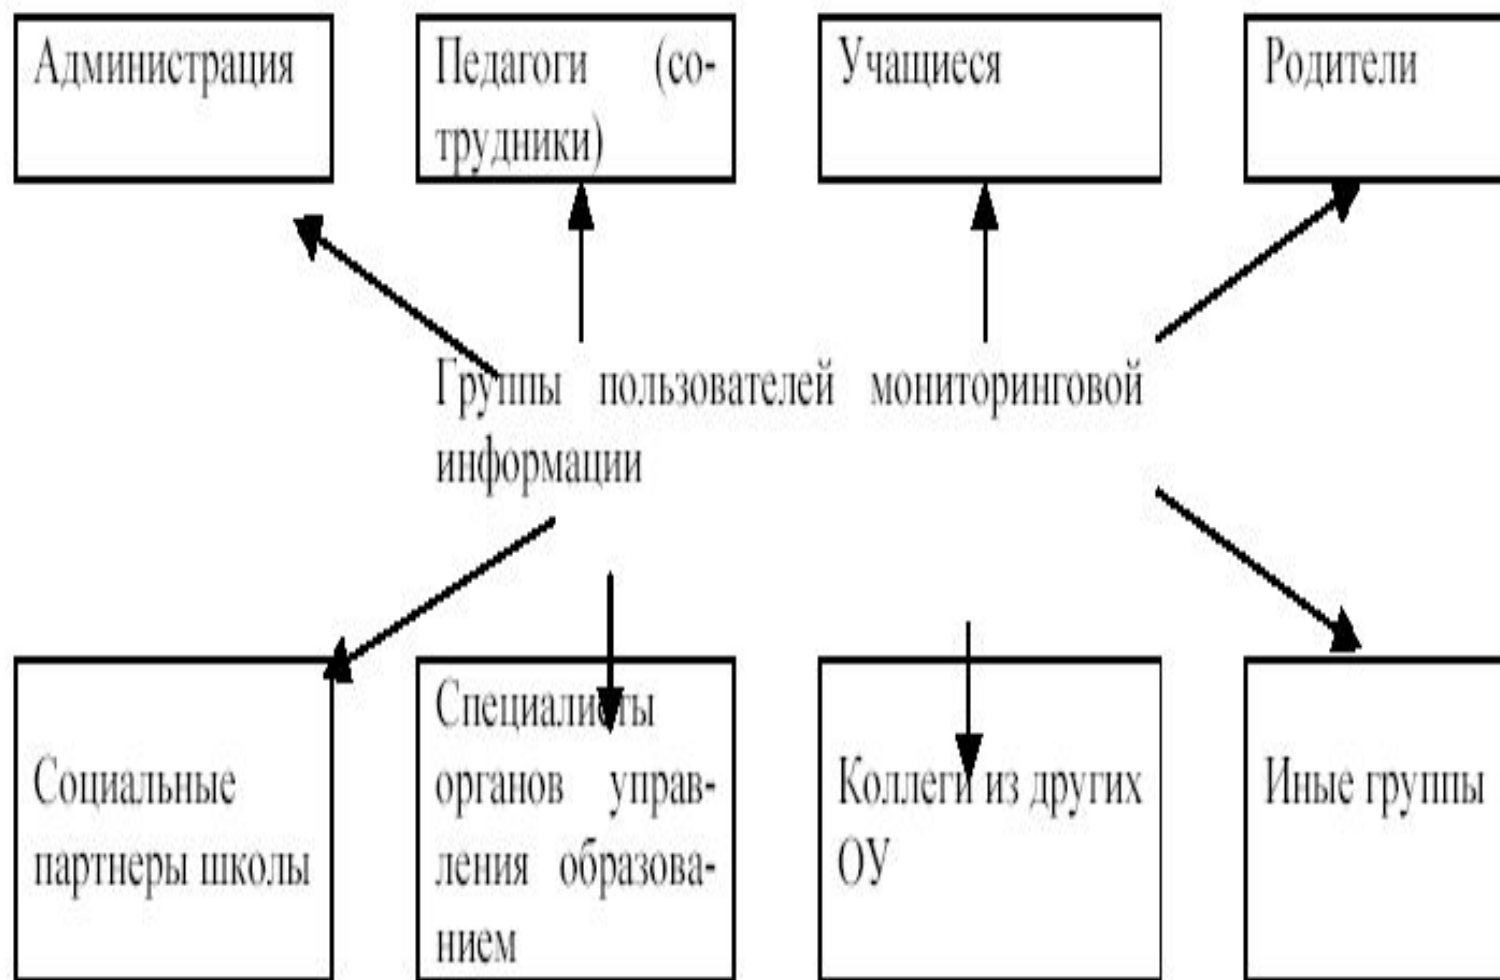 Администрация
Педагоги (со-
трудники)
Учащиеся
Родители
Группы пользователей мониторинговой
информации
Социальные
партнеры школы
Специалисты
органов управ-
ления образова-
нием
Коллеги из других
ОУ
Иные группы